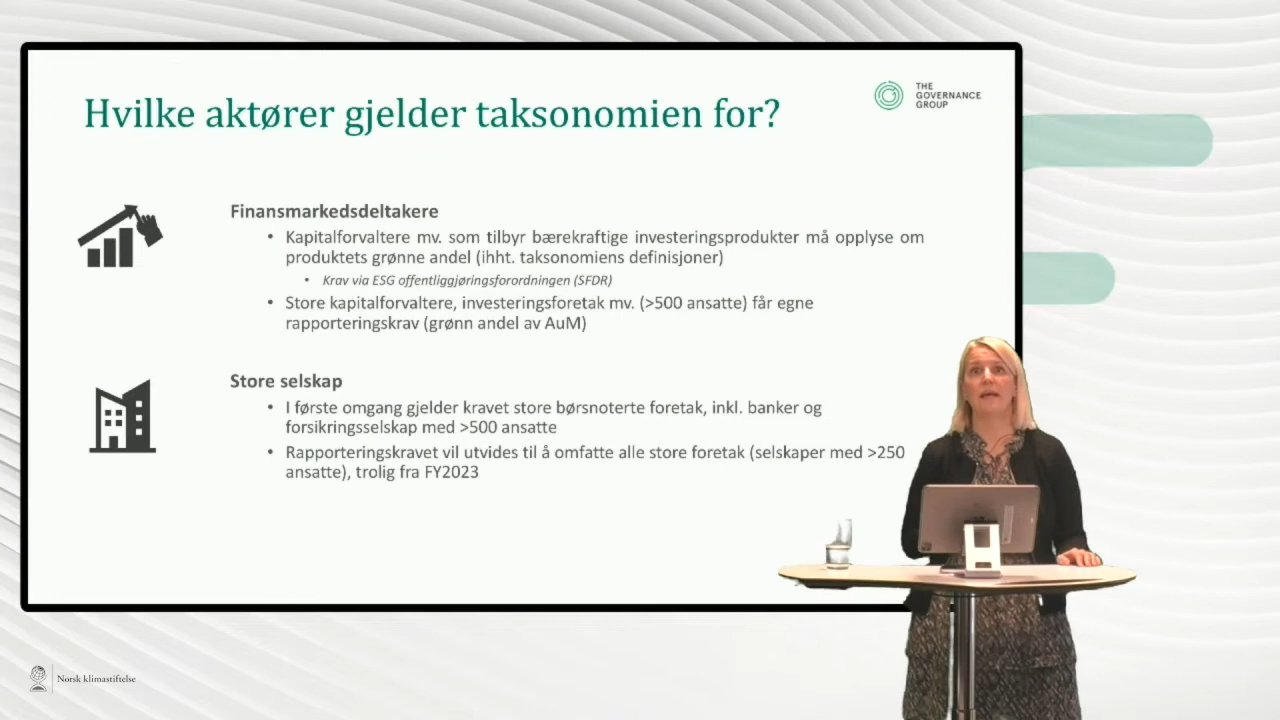 Hvilke aktører gjelder taksonomien for?
THE
GOVERNANCE
GROUP
Finansmarkedsdeltakere
• Kapitalforvaltere mv. som tilbyr bærekraftige investeringsprodukter må opplyse om
produktets grønne andel (ihht. taksonomiens definisjoner)
• Krav via ESG offentliggjøringsforordningen (SFDR)
• Store kapitalforvaltere, investeringsforetak mv. (>500 ansatte) får egne
rapporteringskrav (grønn andel av AuM)
Store selskap
• I første omgang gjelder kravet store børsnoterte foretak, inkl. banker og
forsikringsselskap med >500 ansatte
• Rapporteringskravet vil utvides til å omfatte alle store foretak (selskaper med >250
ansatte), trolig fra FY2023
Norsk klimastiftelse